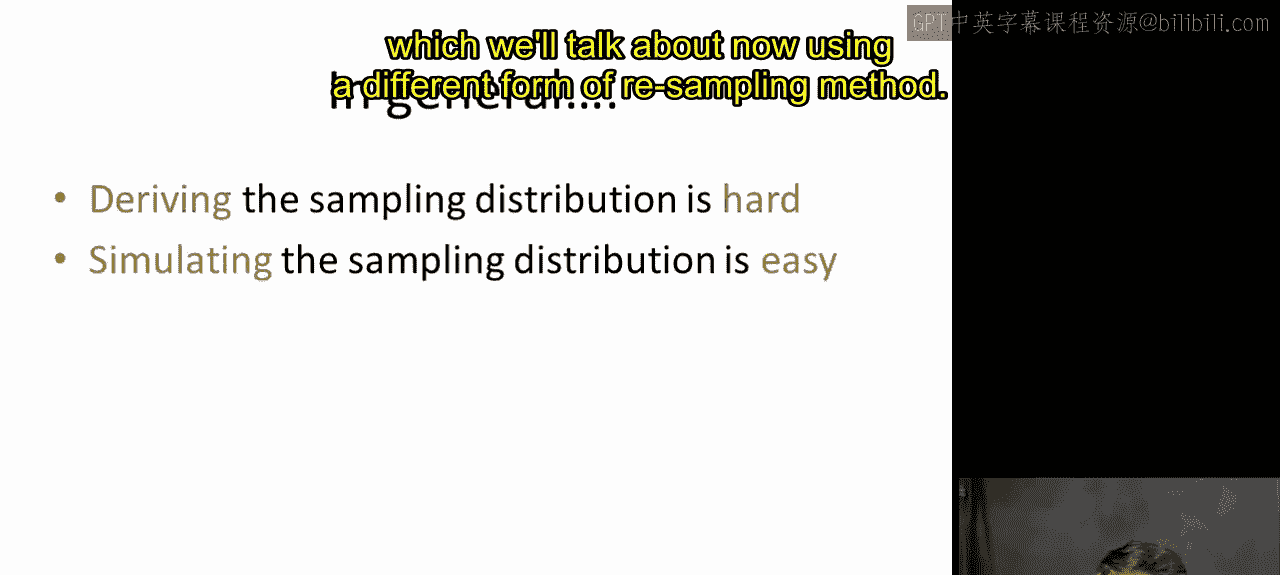 which we'll talk about now using
GPT中英字幕课程资源@bilibili.com
a different form of re-sampling method.
In general....
• Deriving the sampling distribution is hard
• Simulating the sampling distribution is easy